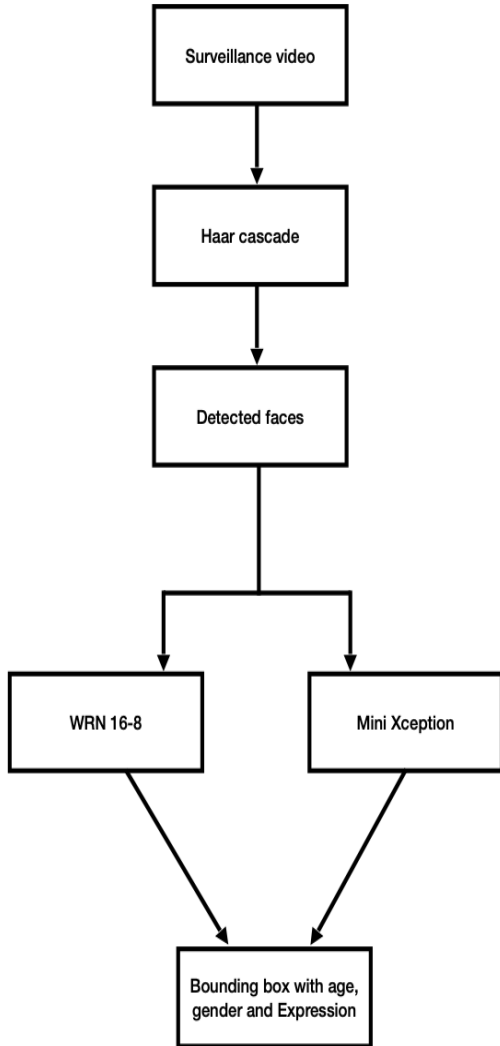 Surveillance video
Haar cascade
Detected faces
WRN 16-8
Mini Xception
Bounding box with age,
gender and Expression